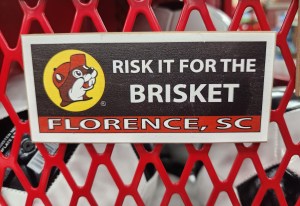 RISK IT FOR THE
BRISKET
®
FLORENCE, SC